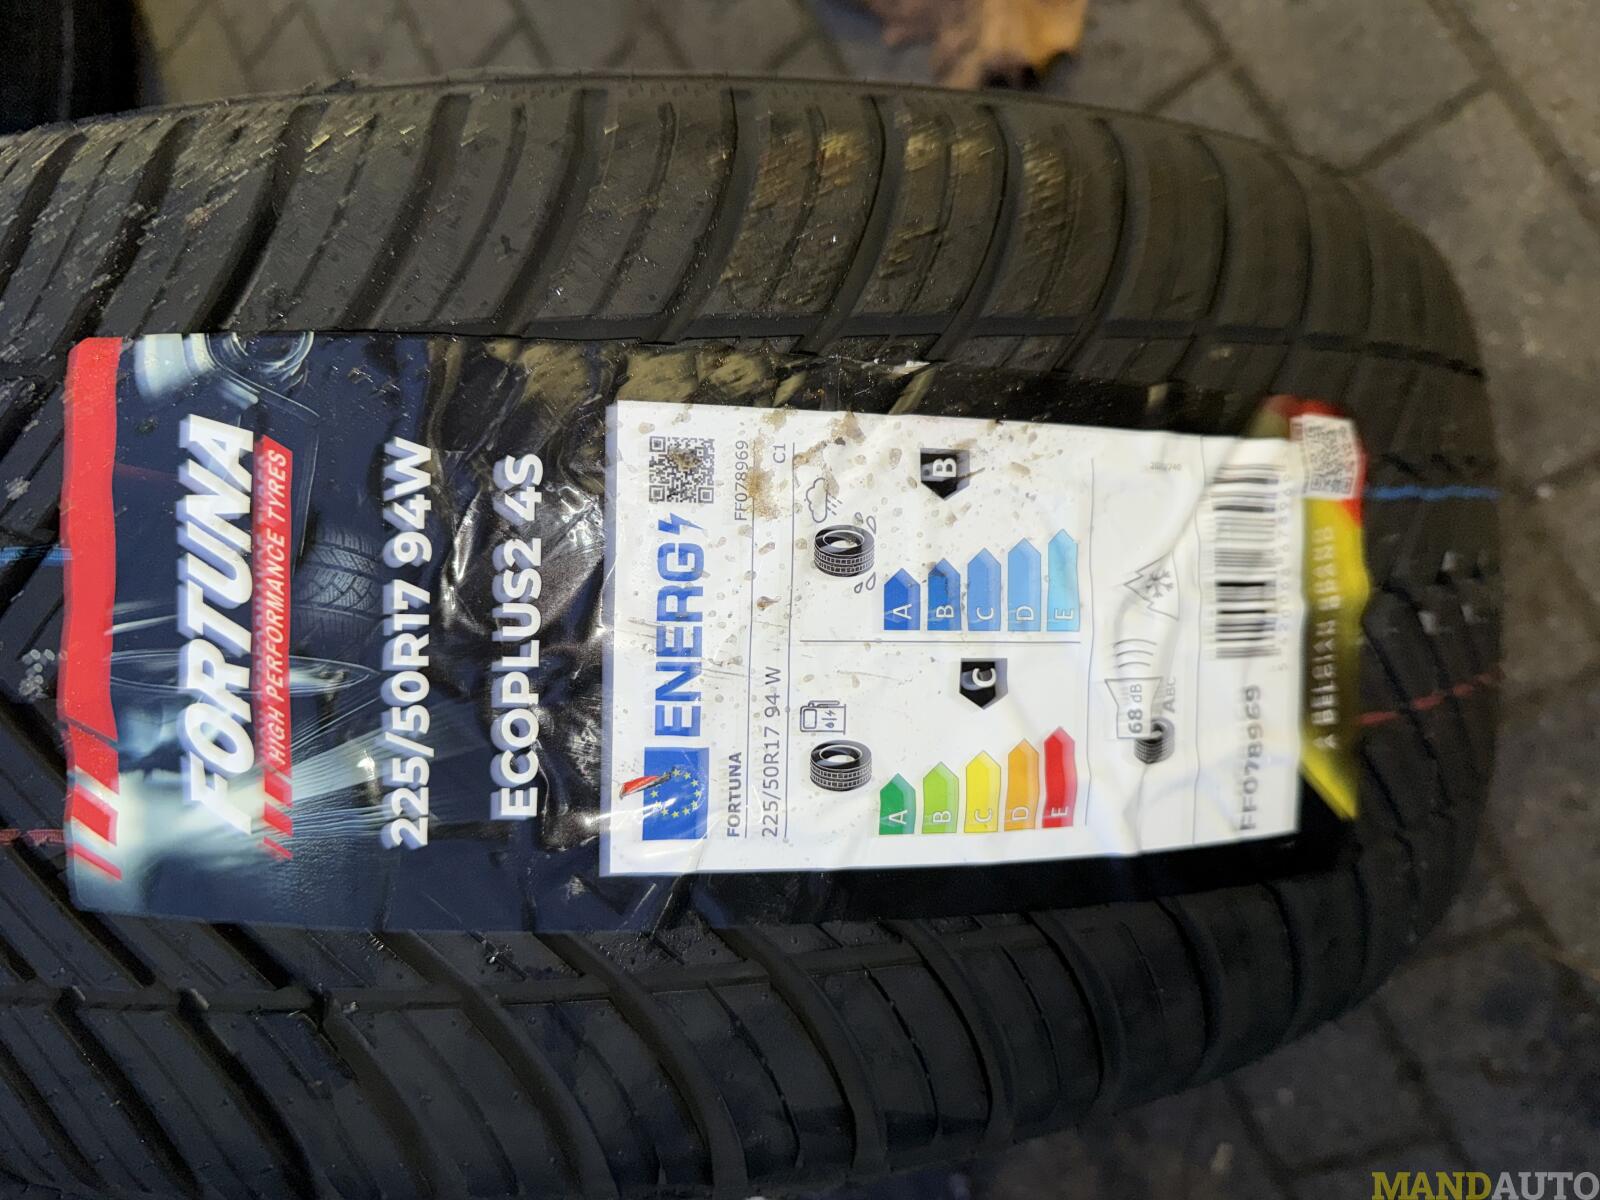 FORTUNA
HIGH PERFORMANCE TYRES
225/50R17 94W
ECOPLUS2 4S
ENERG
FORTUNA
FF078969
225/50R17 94 W
C1
A
B
C
D
E
C
A
B
C
D
E
B
68 dB
ABC
FF078969
A BELGIAN BRAND
MANDAUTO